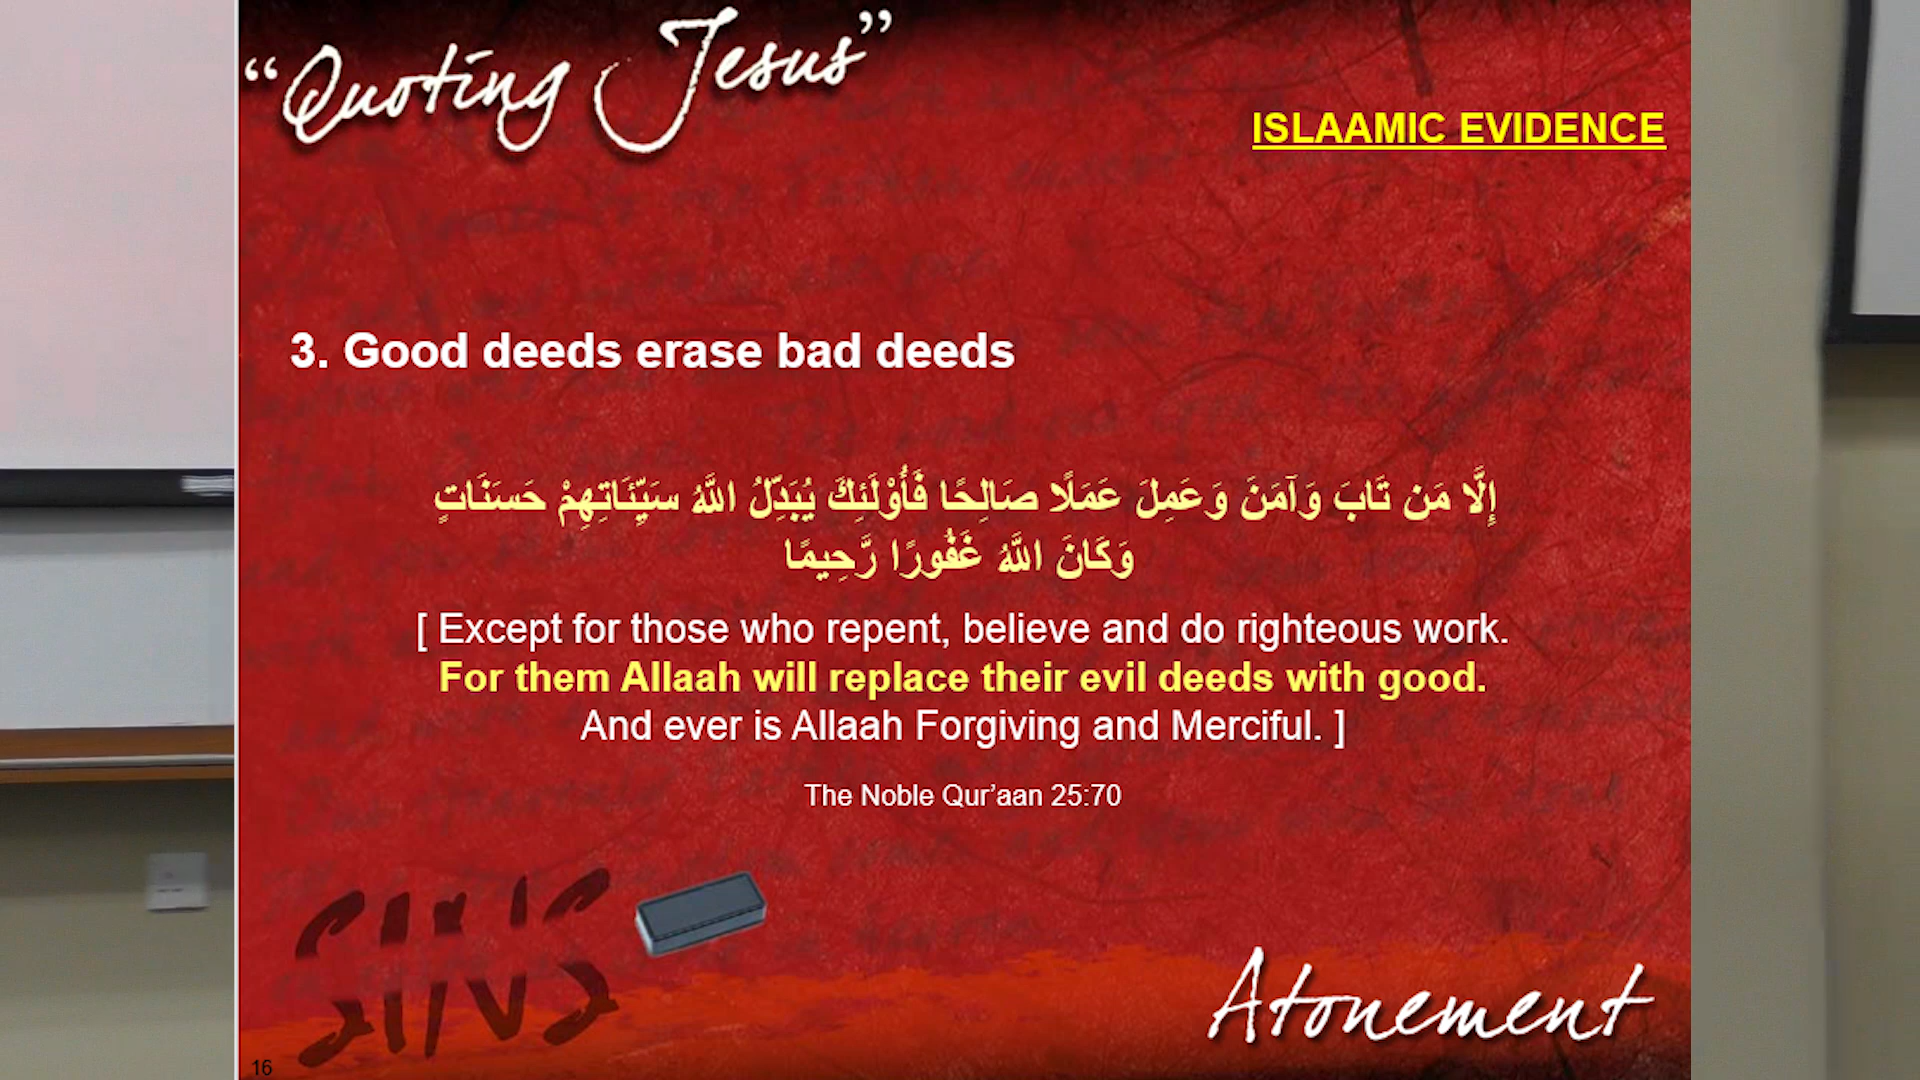 “Quoting Jesus”
ISLAAMIC EVIDENCE
3. Good deeds erase bad deeds
إِلَّا مَن تَابَ وَآمَنَ وَعَمِلَ عَمَلًا صَالِحًا فَأُوْلَئِكَ يُبَدِّلُ اللَّهُ سَيِّئَاتِهِمْ حَسَنَاتٍ
وَكَانَ اللَّهُ غَفُورًا رَّحِيمًا
[ Except for those who repent, believe and do righteous work.
For them Allaah will replace their evil deeds with good.
And ever is Allaah Forgiving and Merciful. ]
The Noble Qur’aan 25:70
SINS
Atonement
16